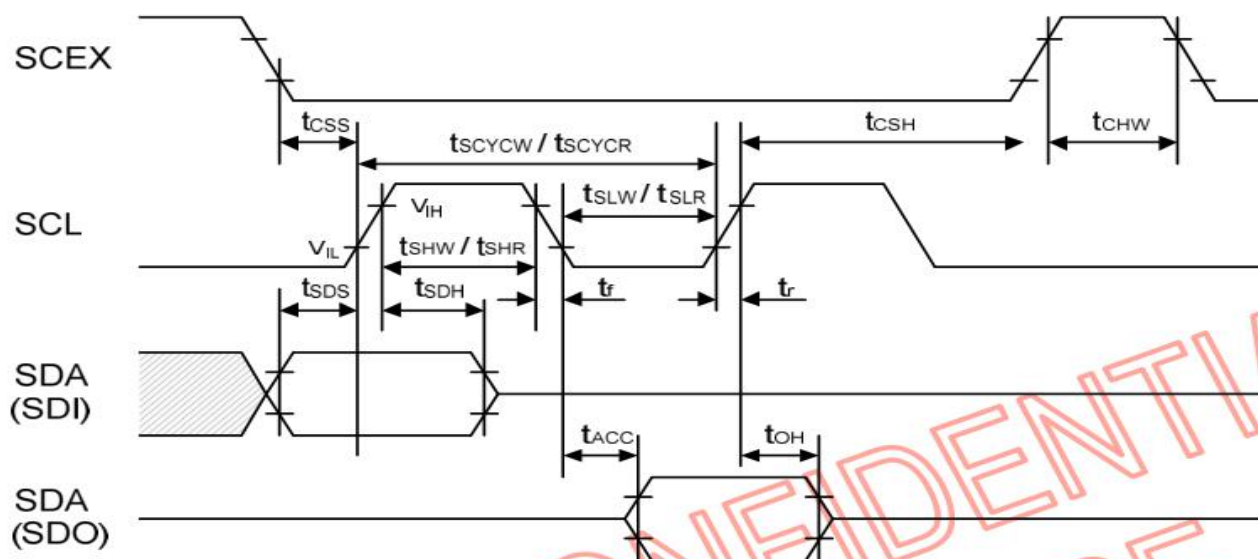 SCEX
tCSS
tSCYCW / tSCYCR
tCSH
tCHW
SCL
VIH
VIL
tSLW / tSLR
tSHW / tSHR
tSDS
tSDH
tf
tr
SDA
(SDI)
tACC
tOH
SDA
(SDO)